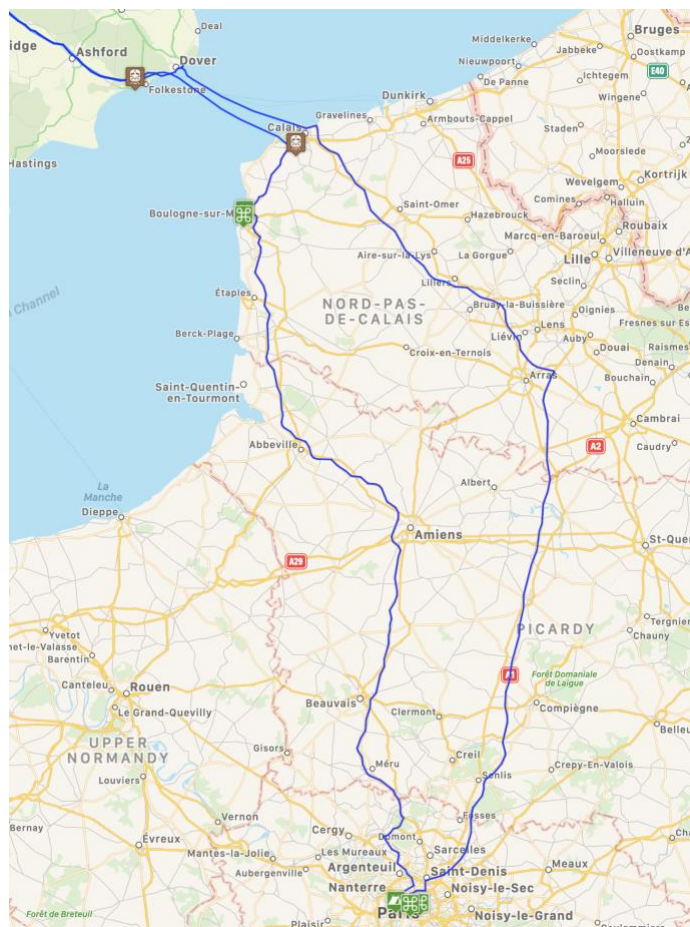 Deal
Bruges
Middelkerke
idge
Ashford
Jabbeke
Oostkamp
Dover
Nieuwpoort
De Panne
Ichtegem
E40
Folkestone
Dunkirk
Wingene
Gravelines
Armbouts-Cappel
Calais
Staden
Hastings
A25
Moorslede
Kortrijk
Wevelgem
Saint-Omer
Comines
Halluin
Boulogne-sur-M
Hazebrouck
Roubaix
Marcq-en-Baroeul
Aire-sur-la-Lys
La Gorgue
Lille
Villeneuve d'A
Lillers
Seclin
Channel
Étaples
NORD-PAS-
DE-CALAIS
Bruay-la-Buissière
Oignies
Lens
Fresnes sur Es
Berck-Plage
Liévin
Auby
Douai
Raismes
Croix-en-Ternois
Denain
Arras
Bouchain
Saint-Quentin-
en-Tourmont
Cambrai
Abbeville
A2
Caudry
La
Manche
Albert
Dieppe
Amiens
St-Que
A29
PICARDY
Tergnier
Yvetot
Chauny
net-le-Valasse
Barentin
Forêt Domaniale
de Laigue
Canteleu
Rouen
Beauvais
Compiègne
Le Grand-Quevilly
Clermont
Belleu
UPPER
NORMANDY
Gisors
Creil
Louviers
Méru
Senlis
Crepy-En-Valois
Vernon
Fosses
Bernay
Cergy
Domont
Cha
Évreux
Mantes-la-Jolie
Les Mureaux
Sarcelles
Aubergenville
Argenteuil
Saint-Denis
Meaux
Nanterre
Noisy-le-Sec
Forêt de Breteuil
Paris
Noisy-le-Grand
Plaisir
Coulommiers